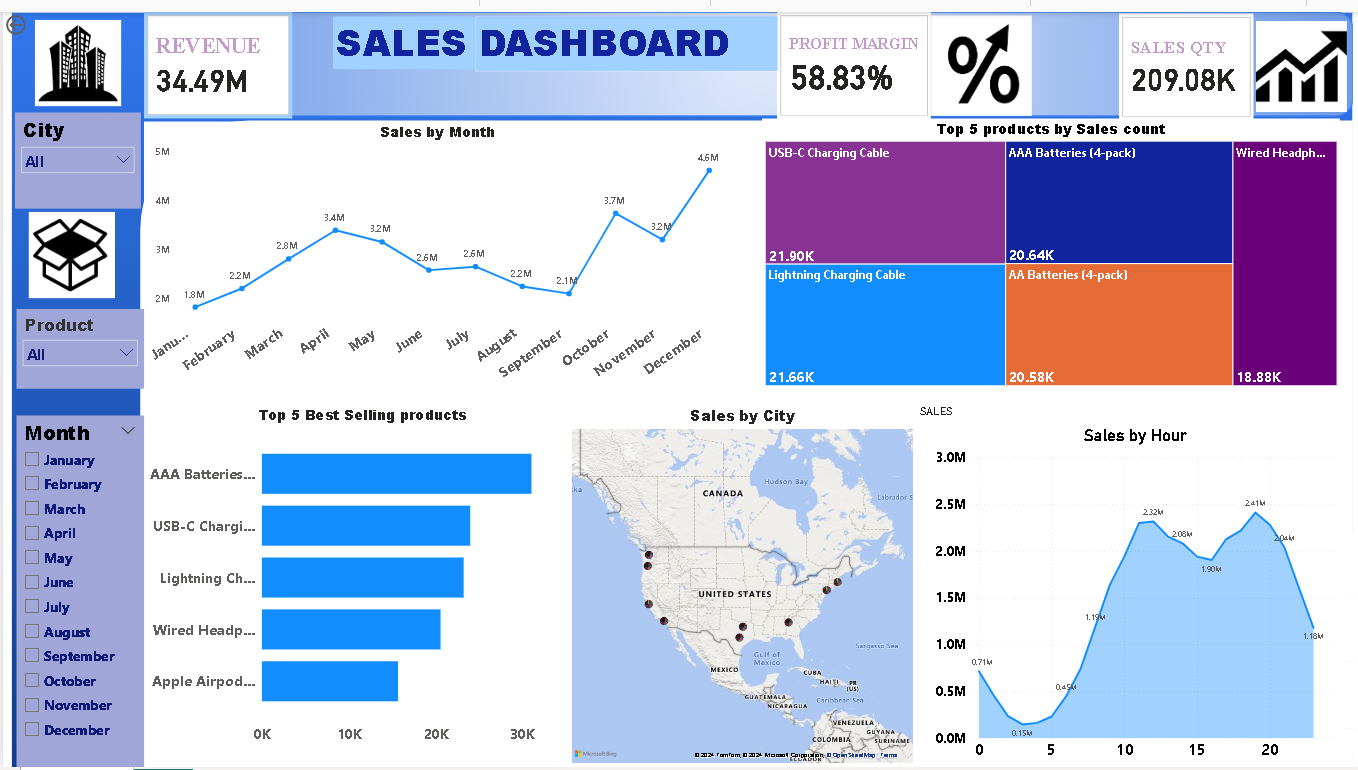 REVENUE
34.49M
SALES DASHBOARD
PROFIT MARGIN
58.83%
%
SALES QTY
209.08K
City
All
Product
All
Month
January
February
March
April
May
June
July
August
September
October
November
December
Sales by Month
5M
4M
3M
2M
1.8M
2.2M
2.8M
3.4M
3.2M
2.6M
2.6M
2.2M
2.1M
3.7M
3.2M
4.6M
Janu...
February
March
April
May
June
July
August
September
October
November
December
Top 5 products by Sales count
USB-C Charging Cable
21.90K
Lightning Charging Cable
21.66K
AAA Batteries (4-pack)
20.64K
AA Batteries (4-pack)
20.58K
Wired Headph...
18.88K
Top 5 Best Selling products
AAA Batteries...
USB-C Chargi...
Lightning Ch...
Wired Headp...
Apple Airpod...
0K
10K
20K
30K
Sales by City
CANADA
Hudson Bay
Labrador S
ska
UNITED STATES
Sargasso Sea
Gulf of
Mexico
MEXICO
CUBA
HAITI
PR
(US)
GUATEMALA
NICARAGUA
Caribbean Sea
VENEZUELA
GUYANA
COLOMBIA
SURINAME
ECUADOR
Microsoft Bing
© 2024 TomTom, © 2024 Microsoft Corporation, © OpenStreetMap Terms
SALES
Sales by Hour
3.0M
2.5M
2.0M
1.5M
1.0M
0.5M
0.0M
0.71M
0.15M
0.45M
1.19M
2.32M
2.08M
1.90M
2.41M
2.04M
1.18M
0
5
10
15
20